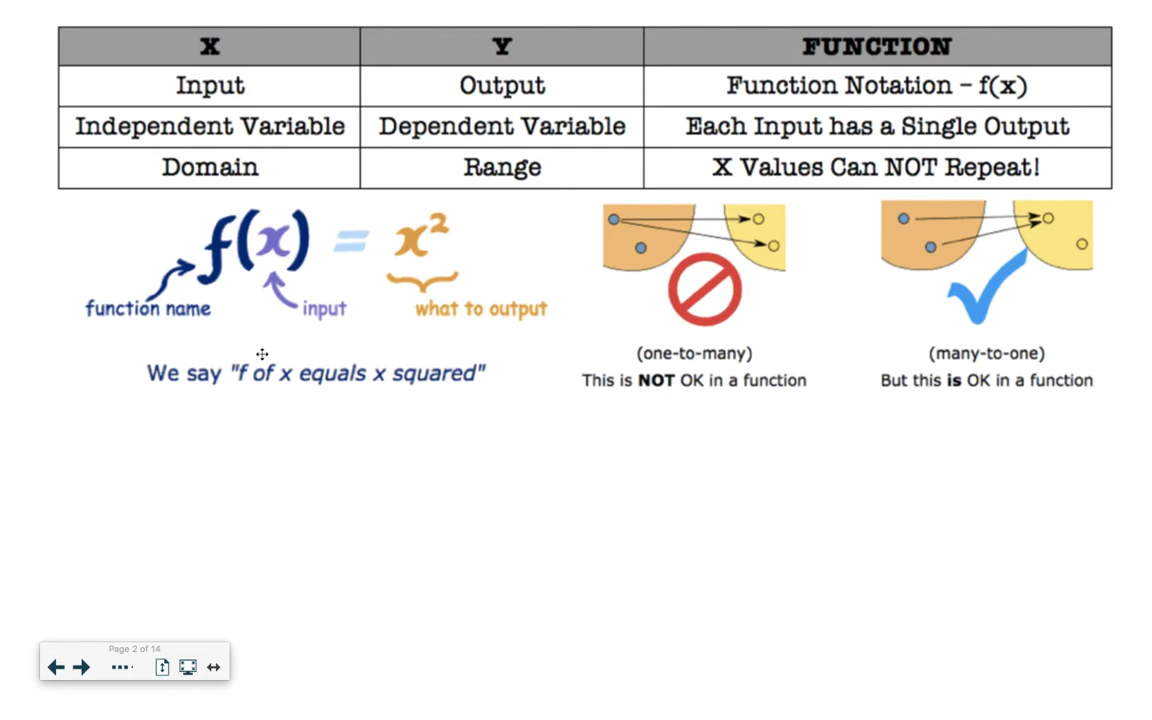 X Y FUNCTION
Input Output Function Notation – f(x)
Independent Variable Dependent Variable Each Input has a Single Output
Domain Range X Values Can NOT Repeat!
f(x) = x²
function name input what to output
We say "f of x equals x squared"
(one-to-many)
This is NOT OK in a function
(many-to-one)
But this is OK in a function
Page 2 of 14